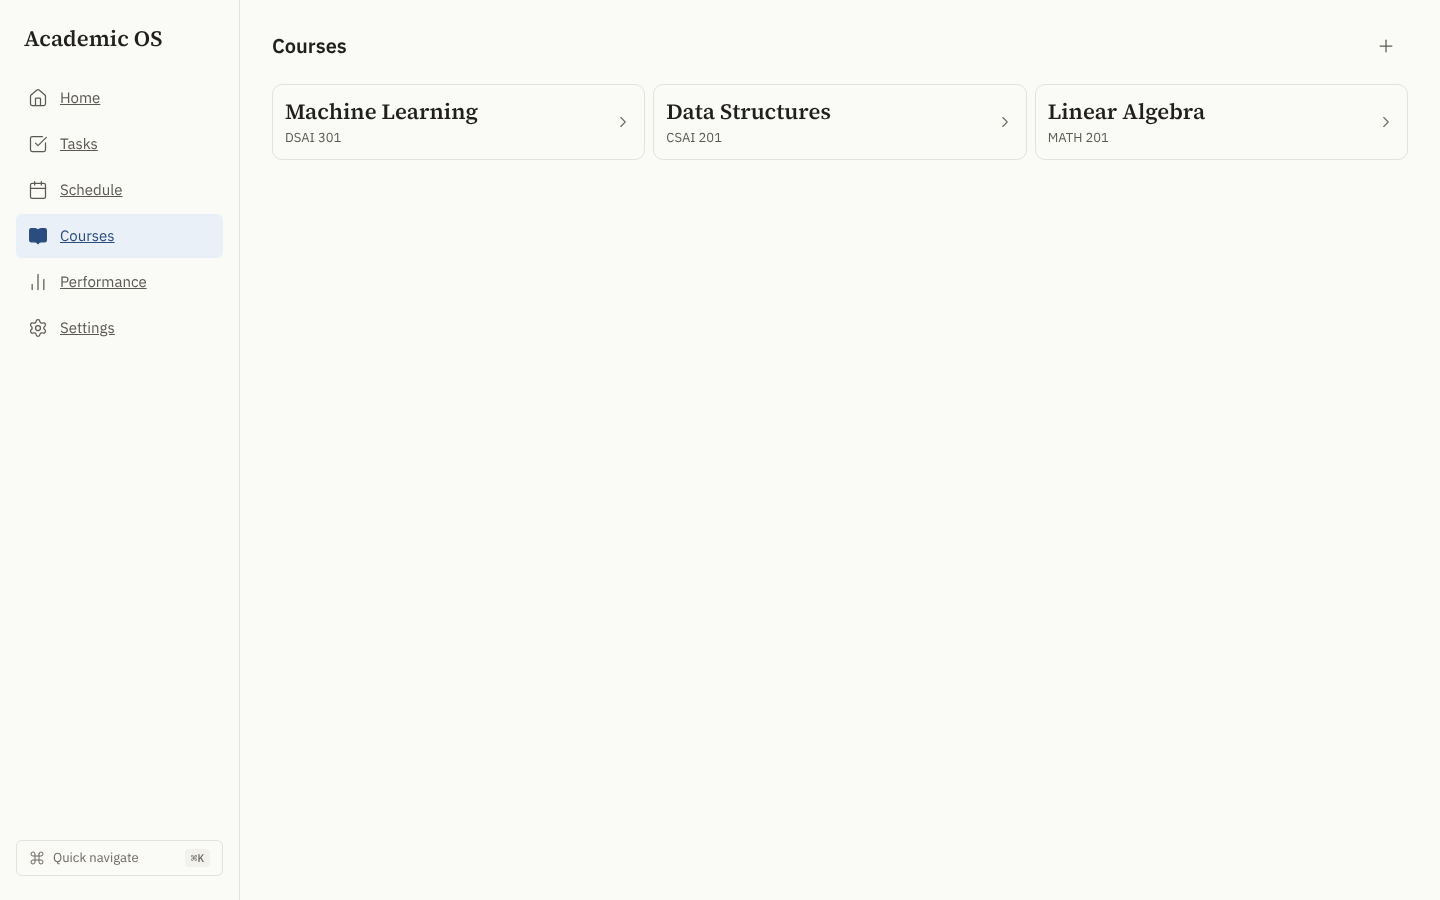 Academic OS
Home
Tasks
Schedule
Courses
Performance
Settings
Quick navigate ⌘K
Courses
Machine Learning
DSAI 301
Data Structures
CSAI 201
Linear Algebra
MATH 201